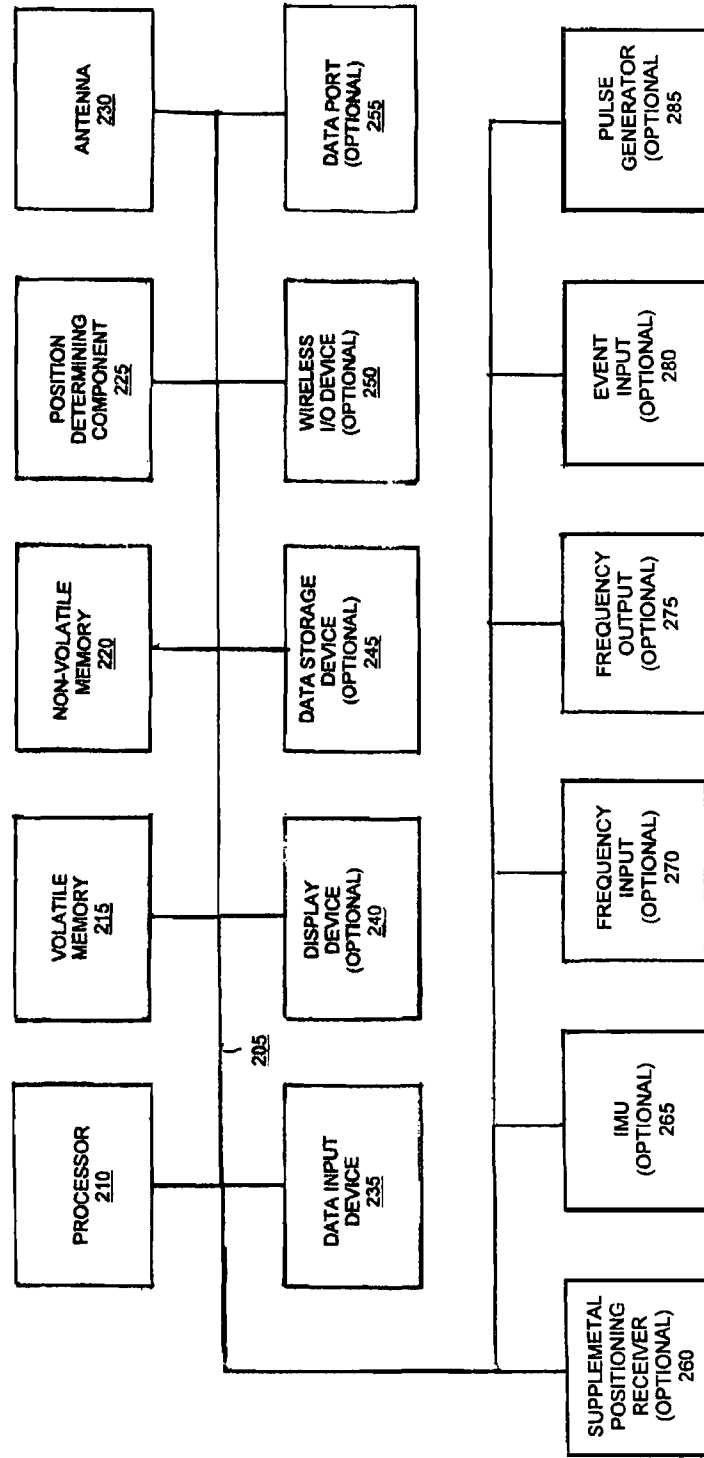 PROCESSOR
210
VOLATILE
MEMORY
215
NON-VOLATILE
MEMORY
220
POSITION
DETERMINING
COMPONENT
225
ANTENNA
230
205
DATA INPUT
DEVICE
235
DISPLAY
DEVICE
(OPTIONAL)
240
DATA STORAGE
DEVICE
(OPTIONAL)
245
WIRELESS
I/O DEVICE
(OPTIONAL)
250
DATA PORT
(OPTIONAL)
255
SUPPLEMETAL
POSITIONING
RECEIVER
(OPTIONAL)
260
IMU
(OPTIONAL)
265
FREQUENCY
INPUT
(OPTIONAL)
270
FREQUENCY
OUTPUT
(OPTIONAL)
275
EVENT
INPUT
(OPTIONAL)
280
PULSE
GENERATOR
(OPTIONAL
285